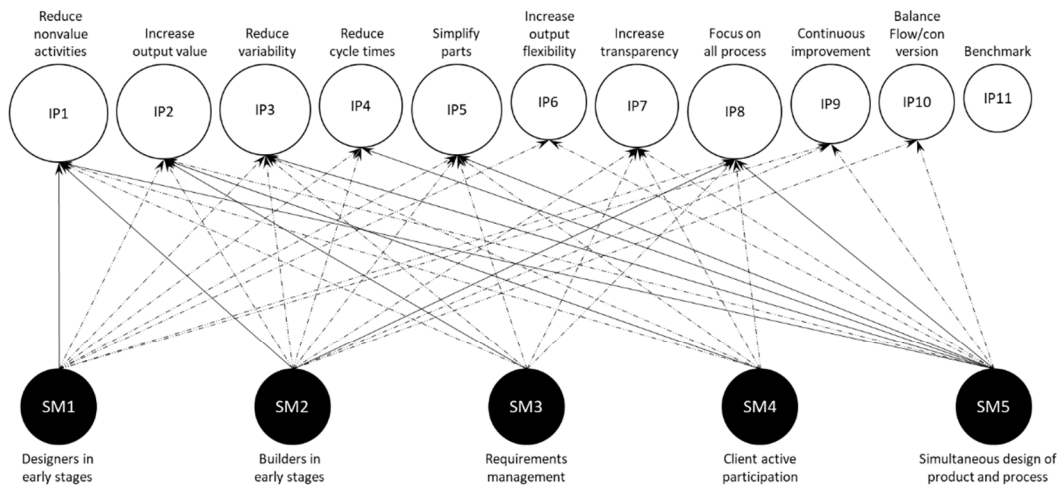 Reduce
nonvalue
activities
Increase
output value
Reduce
variability
Reduce
cycle times
Simplify
parts
Increase
output
flexibility
Increase
transparency
Focus on
all process
Continuous
improvement
Balance
Flow/con
version
Benchmark
IP1
IP2
IP3
IP4
IP5
IP6
IP7
IP8
IP9
IP10
IP11
SM1
SM2
SM3
SM4
SM5
Designers in
early stages
Builders in
early stages
Requirements
management
Client active
participation
Simultaneous design of
product and process